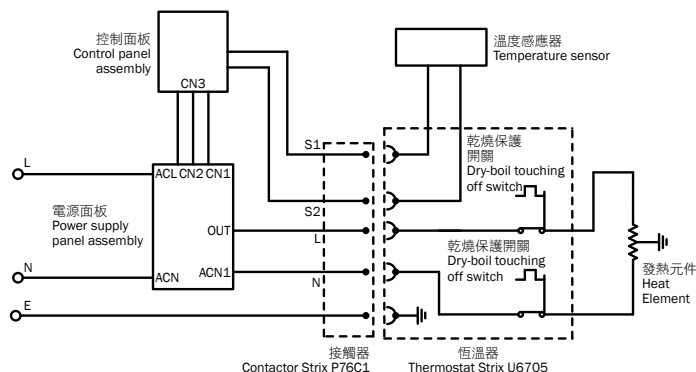 控制面板
Control panel
assembly
CN3
溫度感應器
Temperature sensor
S1
乾燒保護
開關
Dry-boil touching
off switch
L
ACL CN2 CN1
電源面板
Power supply
panel assembly
S2
OUT
L
乾燒保護開關
Dry-boil touching
off switch
N
ACN
ACN1
N
發熱元件
Heat
Element
E
接觸器
Contactor Strix P76C1
恆溫器
Thermostat Strix U6705